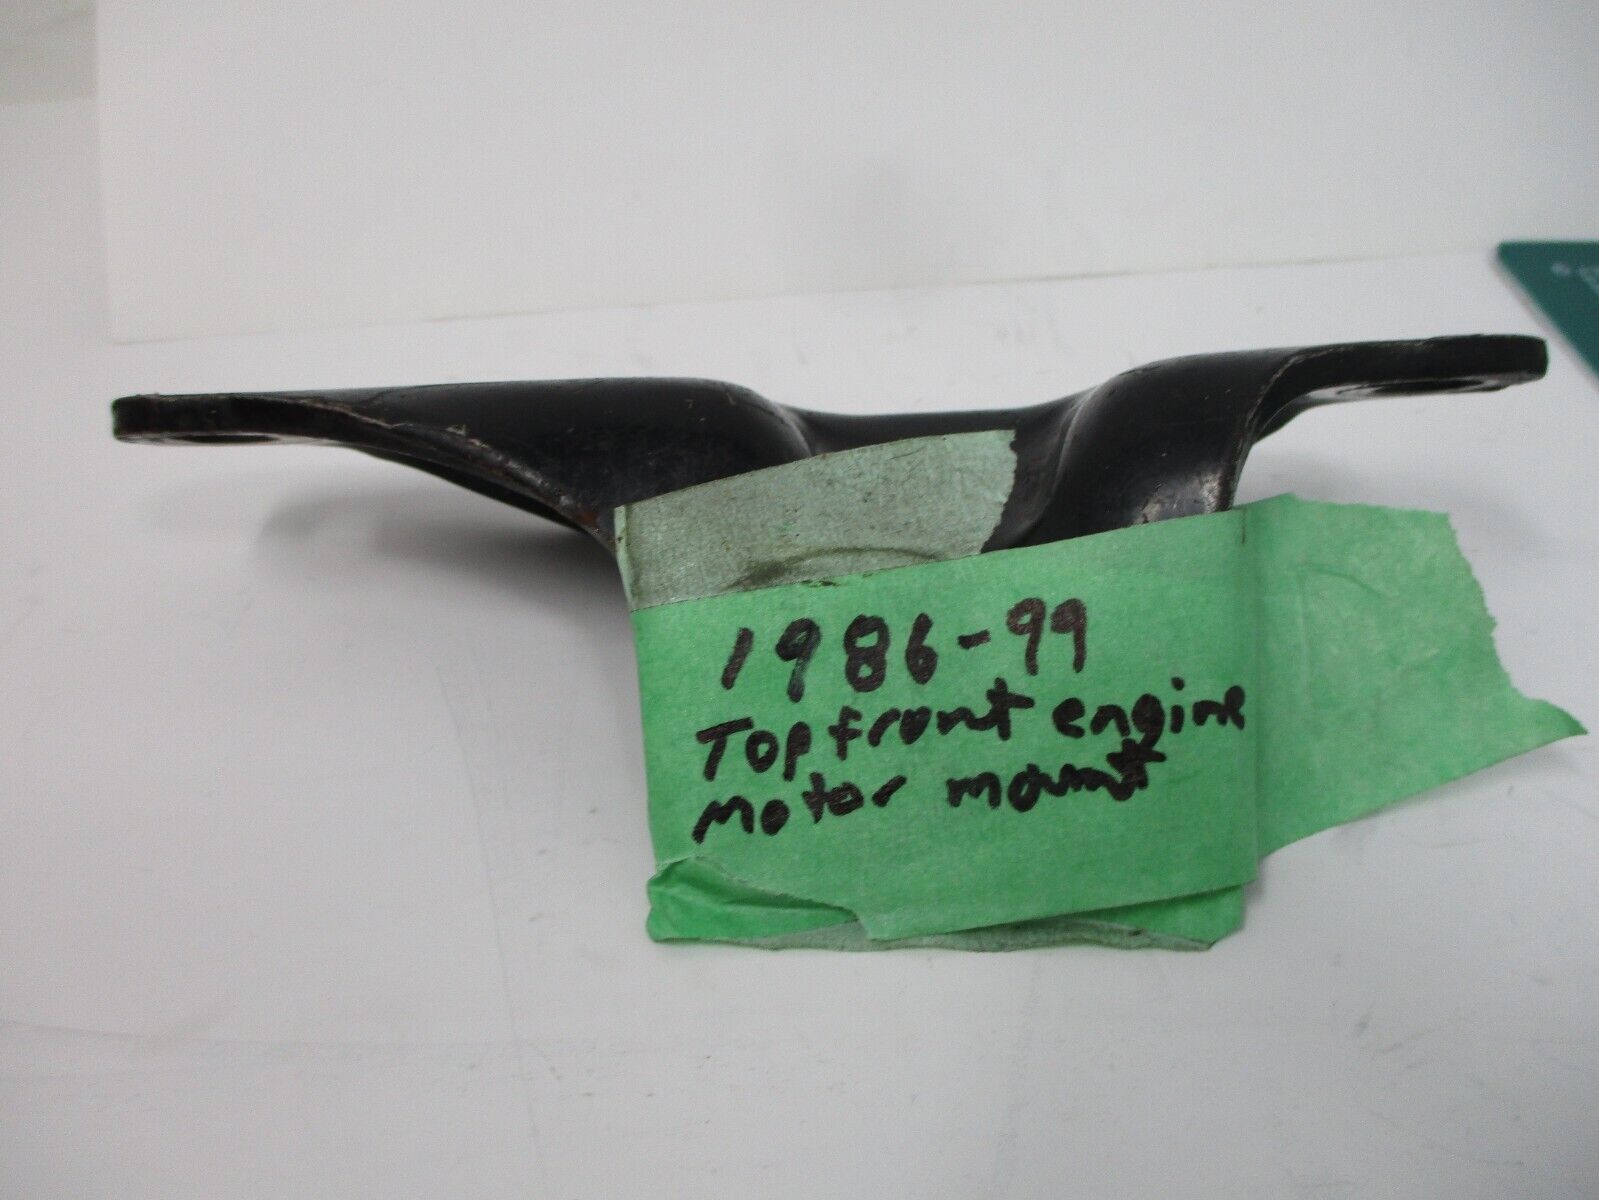 1986-99
Top front engine
Motor mount